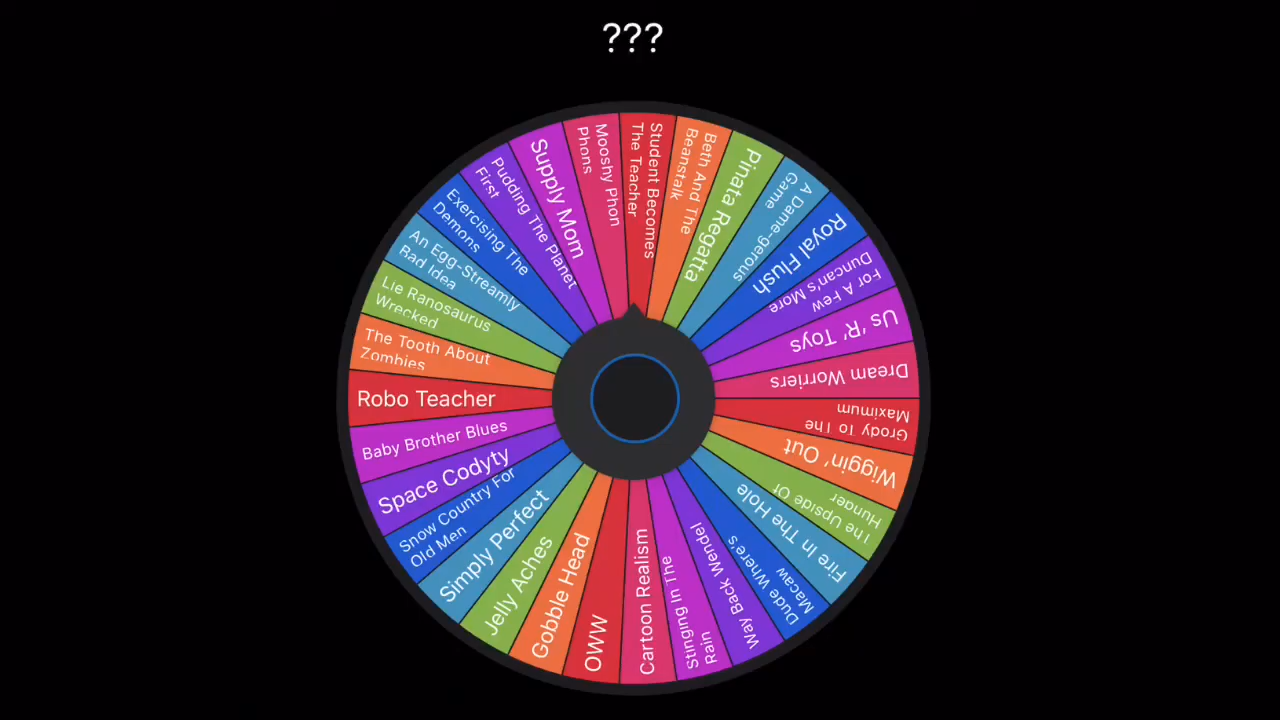 ???
Student Becomes
The Teacher
Beth And The
Beanstalk
Pinata Regatta
A Dame-gerous
Game
Royal Flush
For A Few
Duncan's More
Us 'R' Toys
Dream Worriers
Grody To The
Maximum
Wiggin' Out
The Upside Of
Hunger
Fire In The Hole
Dude Where's
Macaw
Way Back Wendel
Stinging In The
Rain
Cartoon Realism
OWW
Gobble Head
Jelly Aches
Simply Perfect
Snow Country For
Old Men
Space Codyty
Baby Brother Blues
Robo Teacher
The Tooth About
Zombies
Lie Ranosaurus
Wrecked
An Egg-Streamly
Bad Idea
Exercising The
Demons
Pudding The Planet
First
Supply Mom
Mooshy Phon
Phons